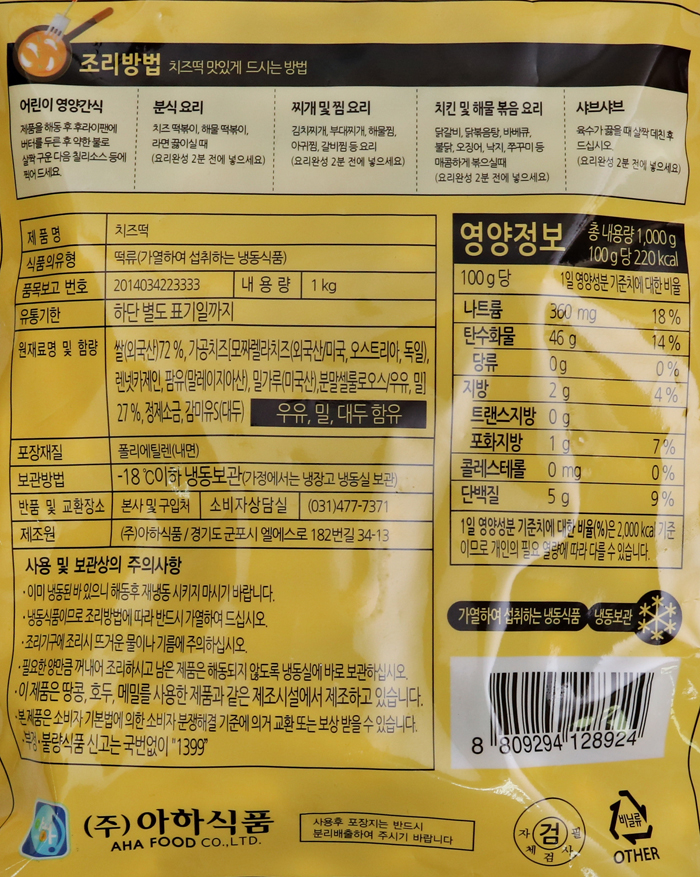 조리방법 치즈떡 맛있게 드시는 방법
어린이 영양간식
제품을 해동 후 후라이팬에
버터를 두른 후 약한 불로
살짝 구운 다음 칠리소스 등에
찍어 드세요.
분식 요리
치즈 떡볶이, 해물 떡볶이,
라면 끓이실 때
(요리완성 2분 전에 넣으세요)
찌개 및 찜 요리
김치찌개, 부대찌개, 해물찜,
아귀찜, 갈비찜 등 요리
(요리완성 2분 전에 넣으세요)
치킨 및 해물 볶음 요리
닭갈비, 닭볶음탕, 바베큐,
불닭, 오징어, 낙지, 쭈꾸미 등
매콤하게 볶으실때
(요리완성 2분 전에 넣으세요)
샤브샤브
육수가 끓을 때 살짝 데친 후
드십시오.
(요리완성 2분 전에 넣으세요)
제 품 명 치즈떡
식품의유형 떡류(가열하여 섭취하는 냉동식품)
품목보고 번호 2014034223333 내 용 량 1 kg
유통기한 하단 별도 표기일까지
원재료명 및 함량 쌀(외국산)72 %, 가공치즈[모짜렐라치즈(외국산/미국, 오스트리아, 독일),
렌넷카제인, 팜유(말레이지아산), 밀가루(미국산),분말셀룰로오스/우유, 밀]
27 %, 정제소금, 감미유S(대두) 우유, 밀, 대두 함유
포장재질 폴리에틸렌(내면)
보관방법 -18 ℃이하 냉동보관(가정에서는 냉장고 냉동실 보관)
반품 및 교환장소 본사 및 구입처 소비자상담실 (031)477-7371
제조원 (주)아하식품 / 경기도 군포시 엘에스로 182번길 34-13
사용 및 보관상의 주의사항
·이미 냉동된 바 있으니 해동후 재냉동 시키지 마시기 바랍니다.
·냉동식품이므로 조리방법에 따라 반드시 가열하여 드십시오.
·조리기구에 조리시 뜨거운 물이나 기름에 주의하십시오.
·필요한 양만큼 꺼내어 조리하시고 남은 제품은 해동되지 않도록 냉동실에 바로 보관하십시오.
·이 제품은 땅콩, 호두, 메밀를 사용한 제품과 같은 제조시설에서 제조하고 있습니다.
·본 제품은 소비자 기본법에 의한 소비자 분쟁해결 기준에 의거 교환 또는 보상 받을 수 있습니다.
·부정·불량식품 신고는 국번없이 "1399"
영양정보 총 내용량 1,000 g
100 g 당 220 kcal
100 g 당 1일 영양성분 기준치에 대한 비율
나트륨 360 mg 18 %
탄수화물 46 g 14 %
당류 0 g 0 %
지방 2 g 4 %
트랜스지방 0 g
포화지방 1 g 7 %
콜레스테롤 0 mg 0 %
단백질 5 g 9 %
1일 영양성분 기준치에 대한 비율(%)은 2,000 kcal 기준
이므로 개인의 필요 열량에 따라 다를 수 있습니다.
가열하여 섭취하는 냉동식품 냉동보관
8 809294 128924
(주) 아하식품
AHA FOOD CO.,LTD.
사용후 포장지는 반드시
분리배출하여 주시기 바랍니다
자 검 필
체 검 사
비닐류
OTHER